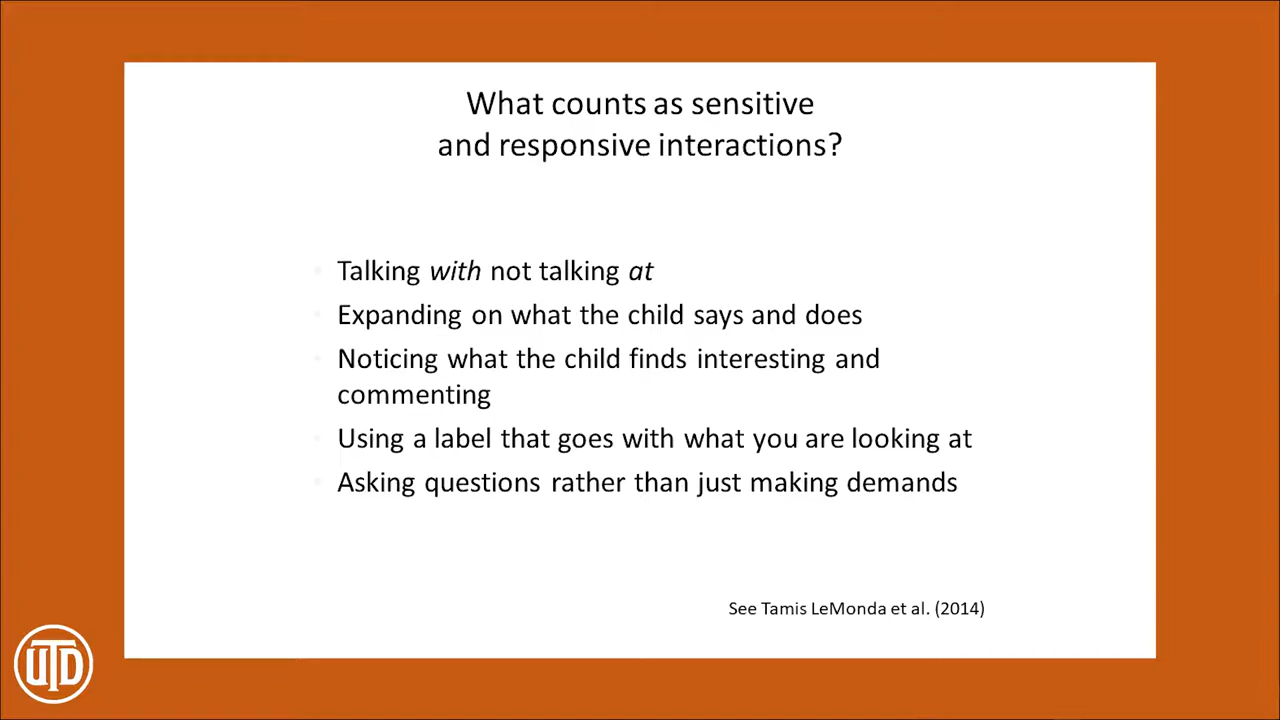 What counts as sensitive
and responsive interactions?
Talking with not talking at
Expanding on what the child says and does
Noticing what the child finds interesting and
commenting
Using a label that goes with what you are looking at
Asking questions rather than just making demands
See Tamis LeMonda et al. (2014)
UTD